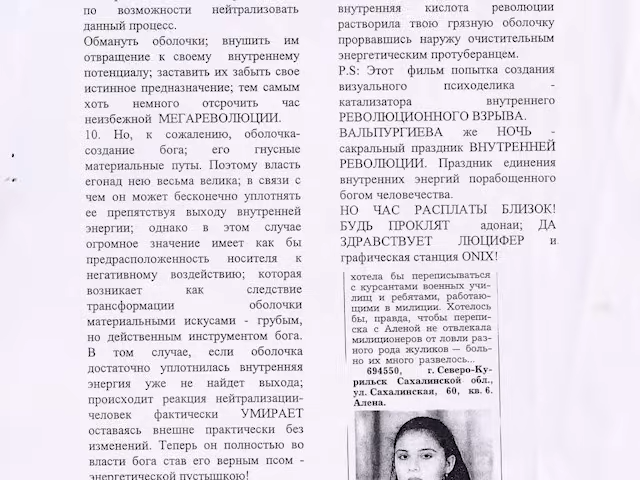 по возможности нейтрализовать
данный процесс.
Обмануть оболочки; внушить им
отвращение к своему внутреннему
потенциалу; заставить их забыть свое
истинное предназначение; тем самым
хоть немного отсрочить час
неизбежной МЕГАРЕВОЛЮЦИИ.
10. Но, к сожалению, оболочка-
создание бога; его гнусные
материальные путы. Поэтому власть
егонад нею весьма велика; в связи с
чем он может бесконечно уплотнять
ее препятствуя выходу внутренней
энергии; однако в этом случае
огромное значение имеет как бы
предрасположенность носителя к
негативному воздействию; которая
возникает как следствие
трансформации оболочки
материальными искусами - грубым,
но действенным инструментом бога.
В том случае, если оболочка
достаточно уплотнилась внутренняя
энергия уже не найдет выхода;
происходит реакция нейтрализации-
человек фактически УМИРАЕТ
оставаясь внешне практически без
изменений. Теперь он полностью во
власти бога став его верным псом -
энергетической пустышкою!
внутренняя кислота революции
растворила твою грязную оболочку
прорвавшись наружу очистительным
энергетическим протуберанцем.
P.S: Этот фильм попытка создания
визуального психоделика -
катализатора внутреннего
РЕВОЛЮЦИОННОГО ВЗРЫВА.
ВАЛЬПУРГИЕВА же НОЧЬ -
сакральный праздник ВНУТРЕННЕЙ
РЕВОЛЮЦИИ. Праздник единения
внутренних энергий порабощенного
богом человечества.
НО ЧАС РАСПЛАТЫ БЛИЗОК!
БУДЬ ПРОКЛЯТ адонаи; ДА
ЗДРАВСТВУЕТ ЛЮЦИФЕР и
графическая станция ONIX!
хотела бы переписываться
с курсантами военных учи-
лищ и ребятами, работаю-
щими в милиции. Хотелось
бы, правда, чтобы перепис-
ка с Аленой не отвлекала
милиционеров от ловли раз-
ного рода жуликов — боль-
но их много развелось...
694550, г. Северо-Ку-
рильск Сахалинской обл.,
ул. Сахалинская, 60, кв. 6.
Алена.